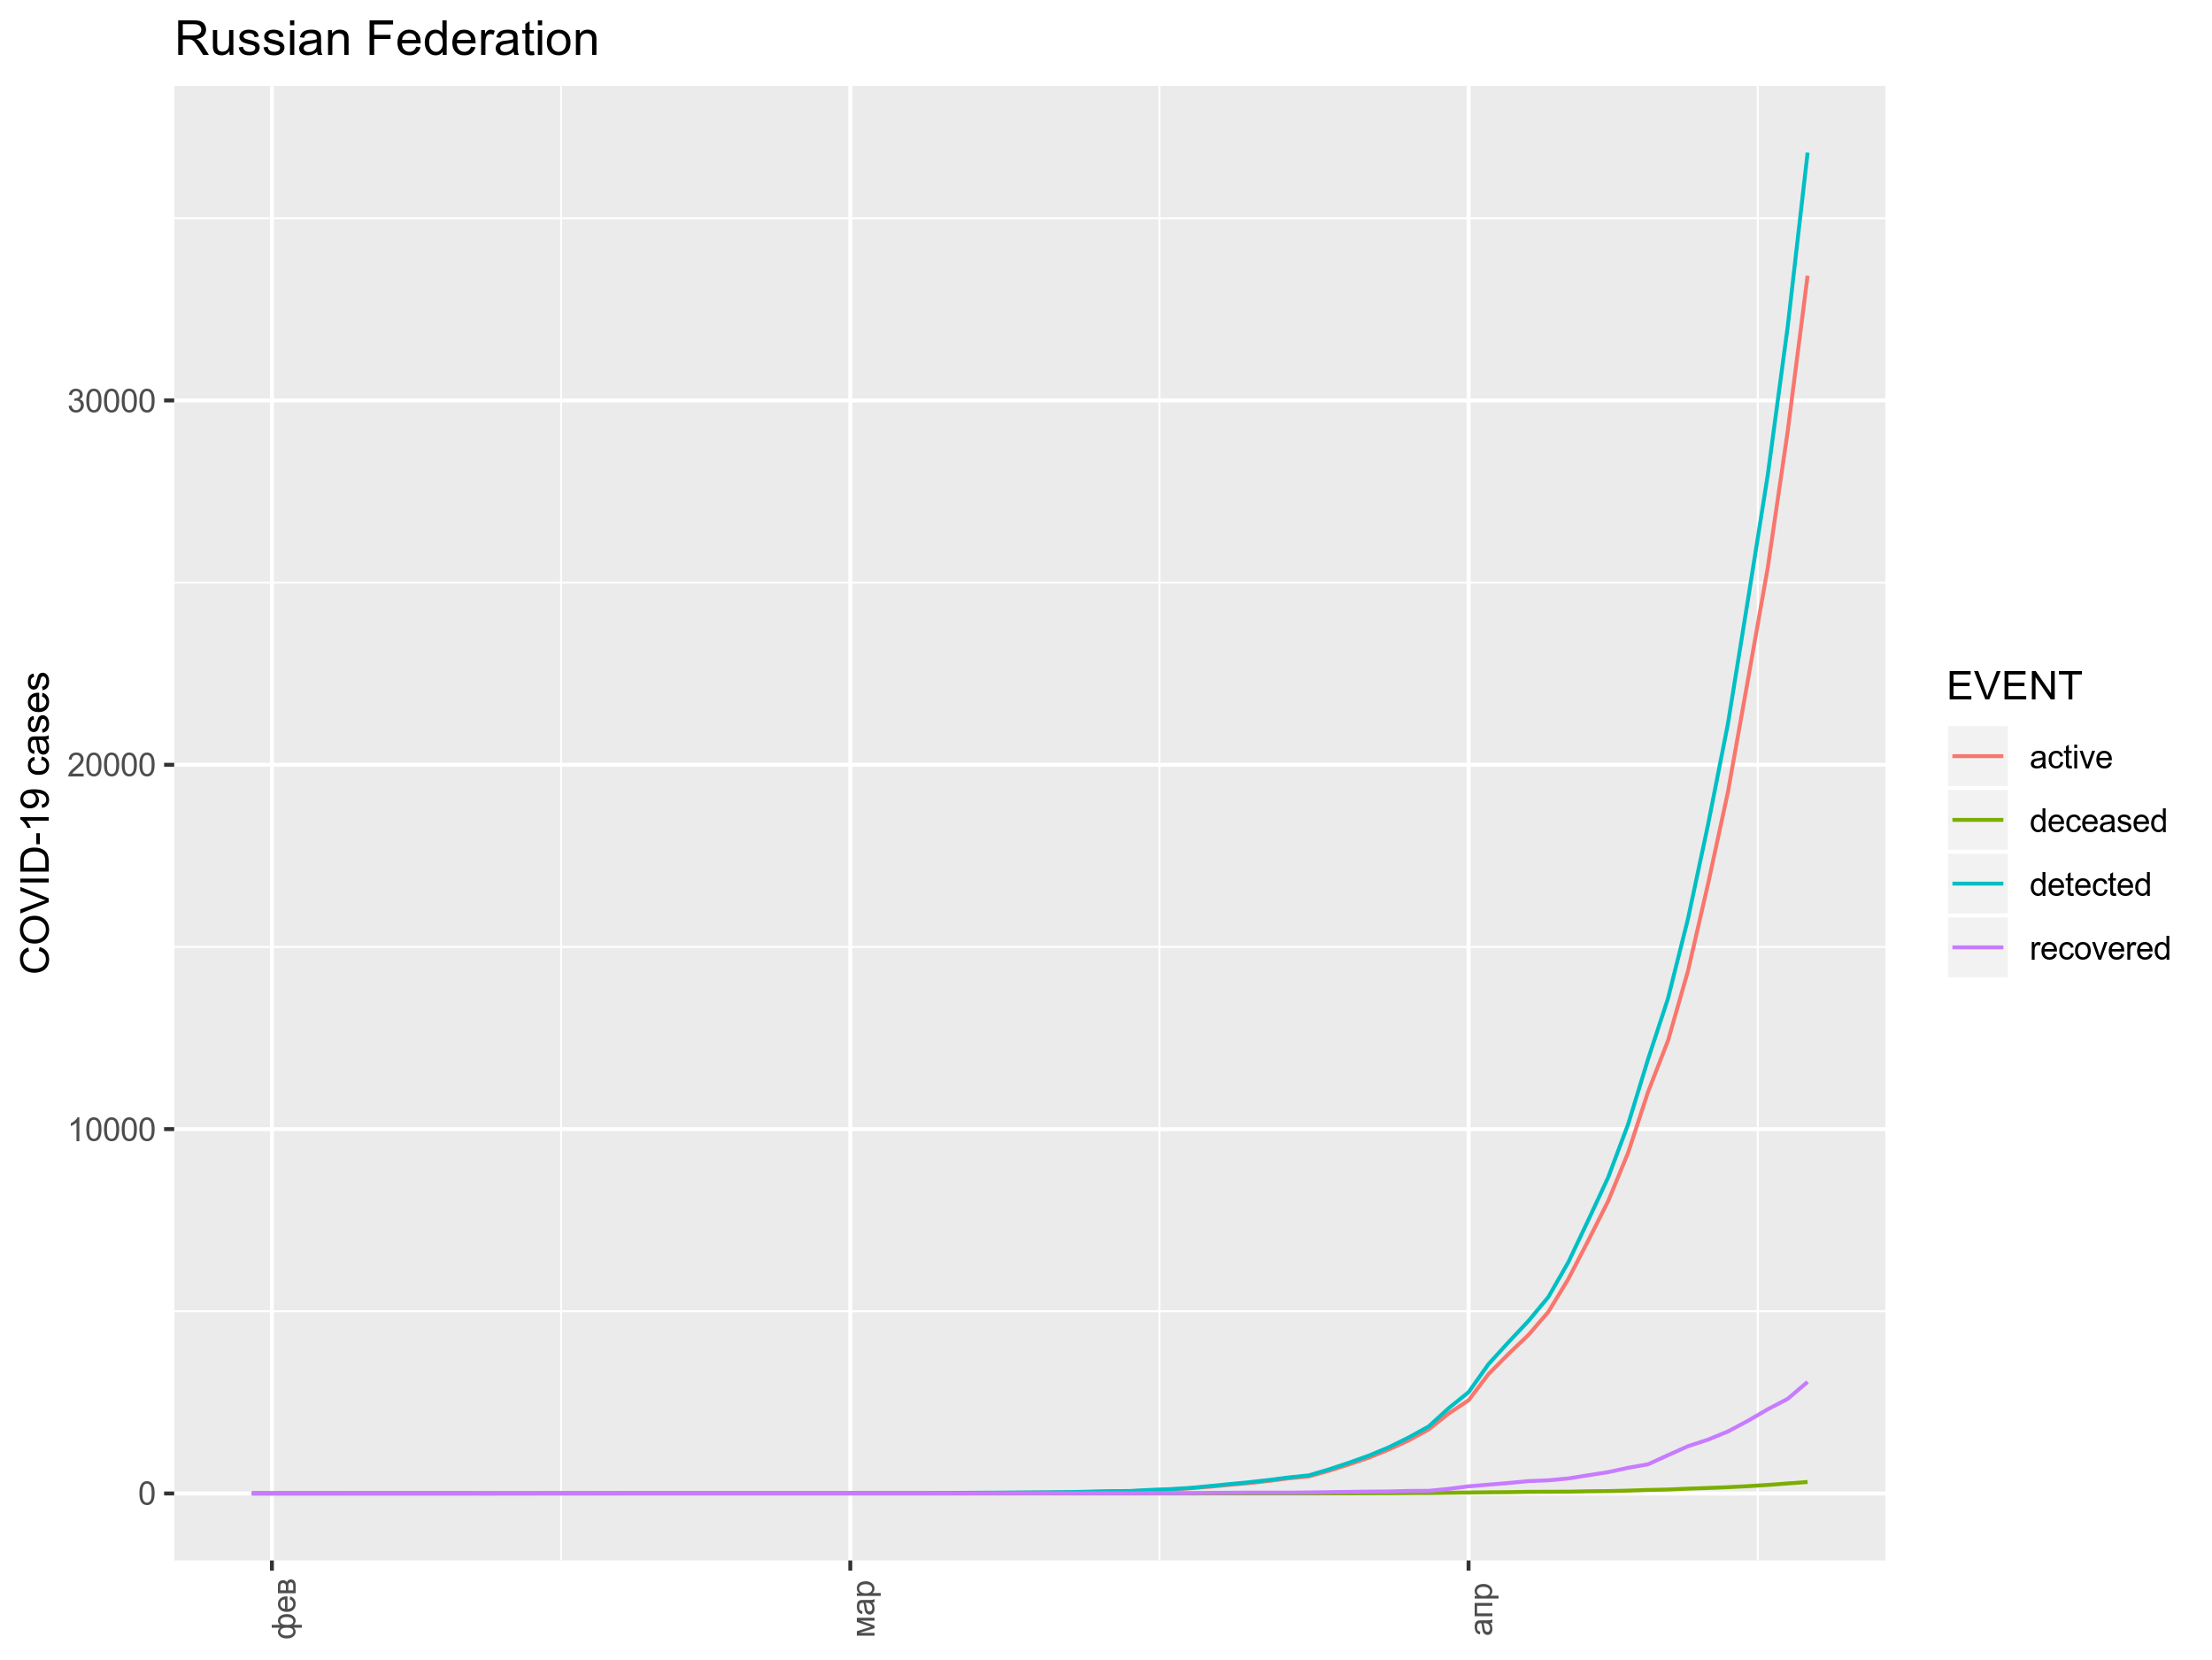 Russian Federation
COVID-19 cases
30000
20000
10000
0
фев
мар
апр
EVENT
active
deceased
detected
recovered